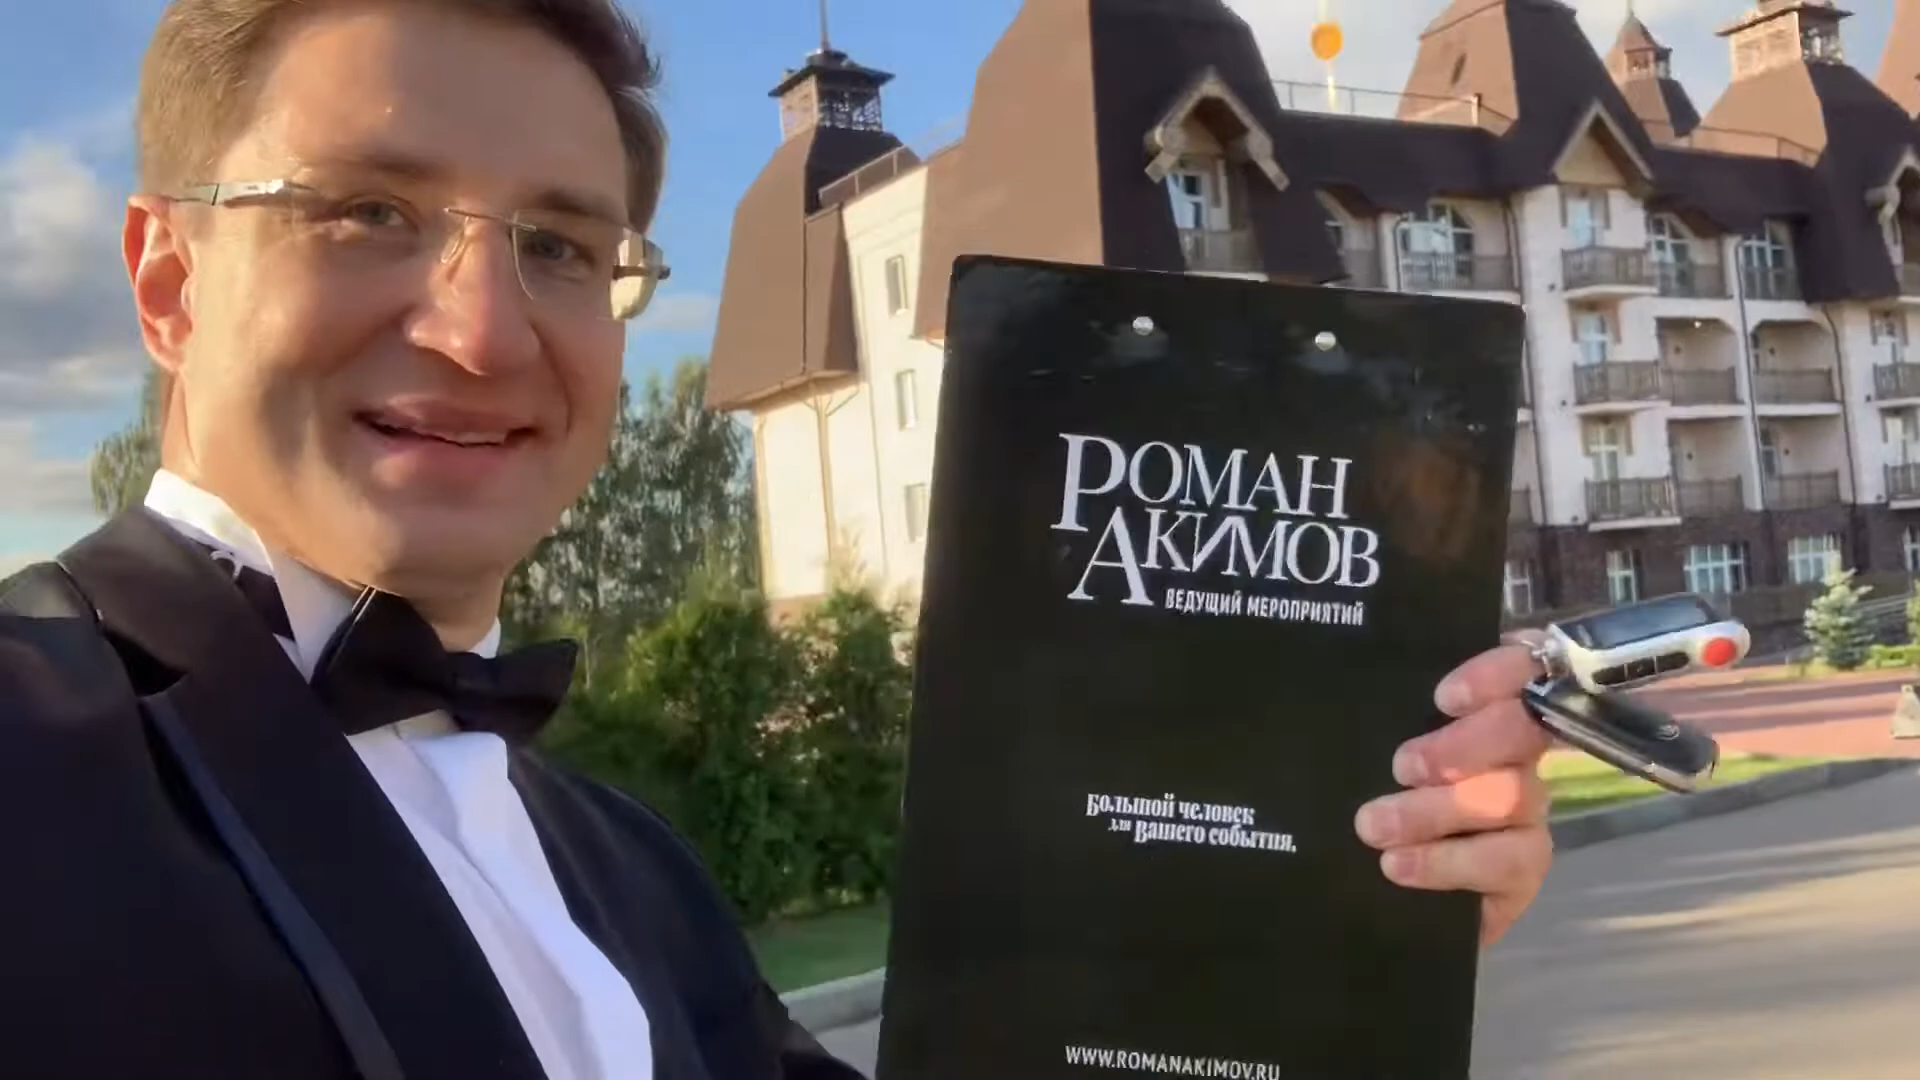 РОМАН
АКИМОВ
ВЕДУЩИЙ МЕРОПРИЯТИЙ
Большой человек
для Вашего события.
WWW.ROMANAKIMOV.RU